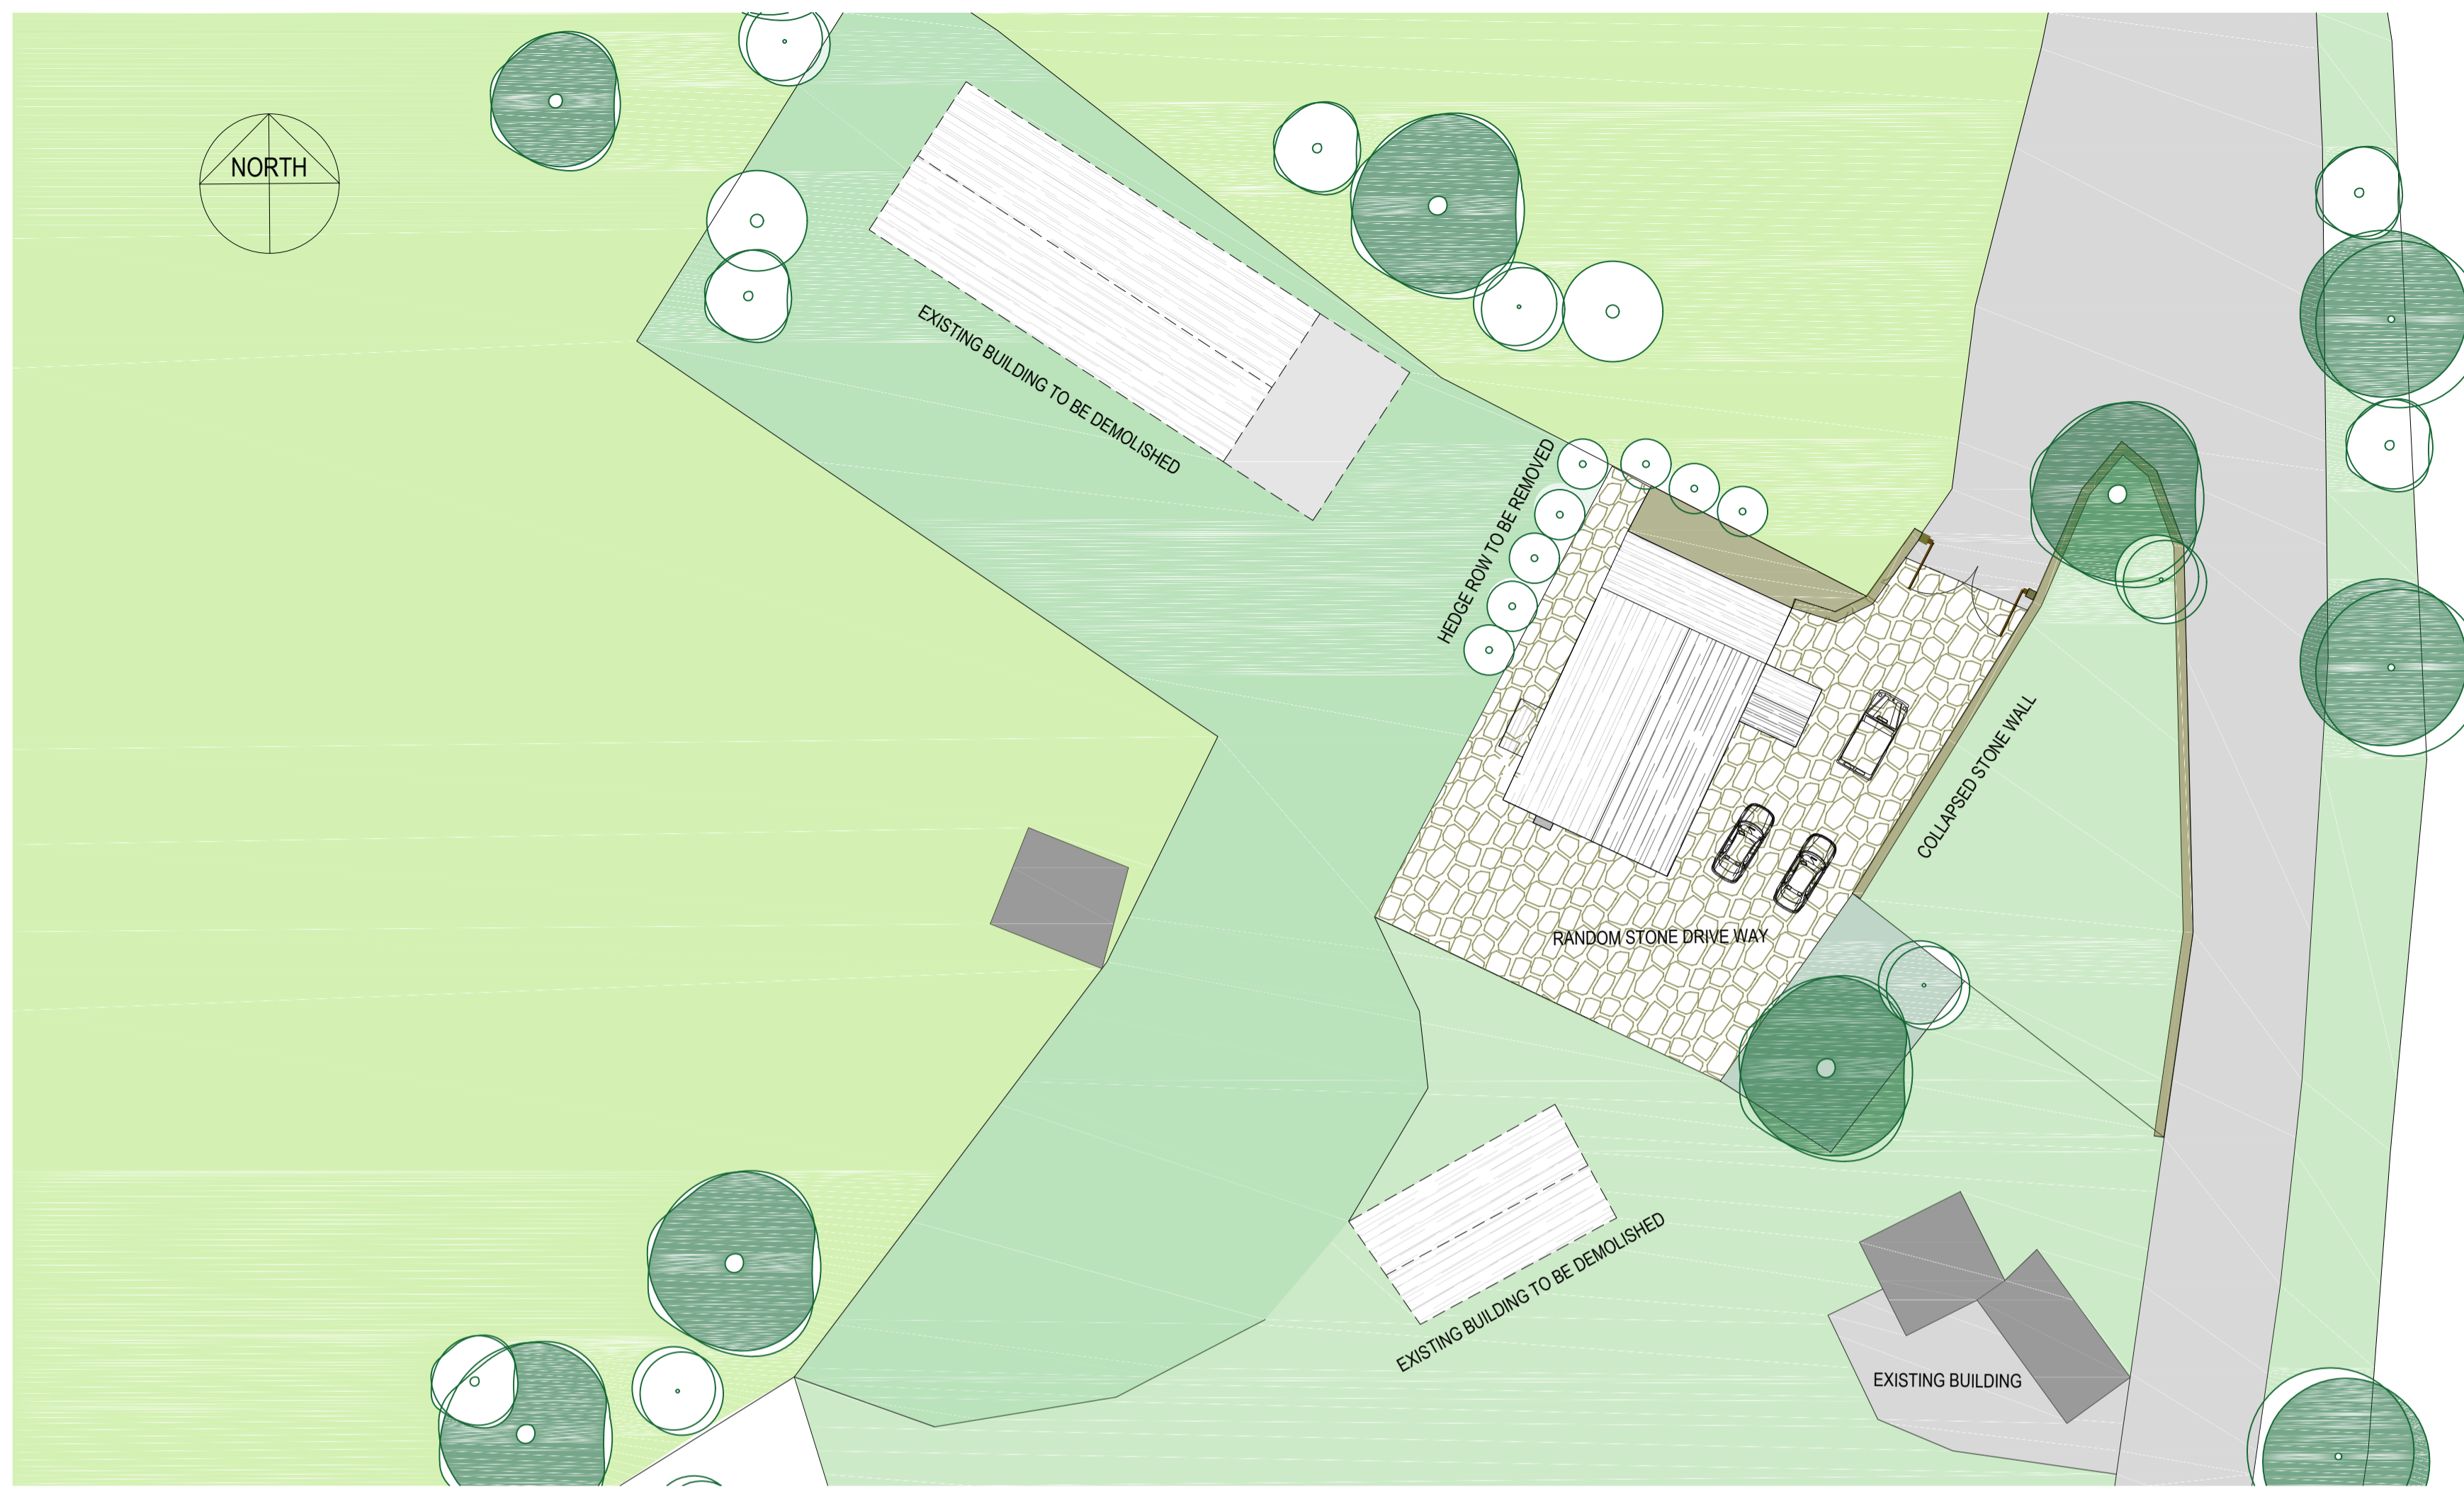 NORTH
EXISTING BUILDING TO BE DEMOLISHED
HEDGE ROW TO BE REMOVED
COLLAPSED STONE WALL
RANDOM STONE DRIVE WAY
EXISTING BUILDING TO BE DEMOLISHED
EXISTING BUILDING